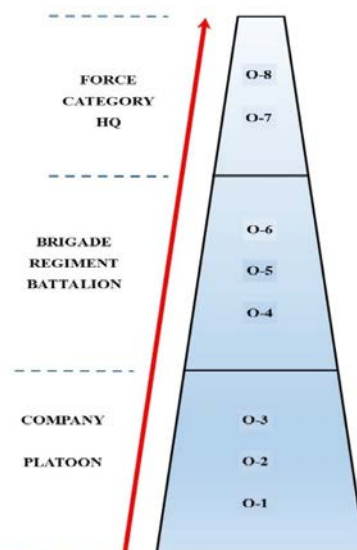 FORCE
CATEGORY
HQ
O-8
O-7
BRIGADE
REGIMENT
BATTALION
O-6
O-5
O-4
COMPANY
PLATOON
O-3
O-2
O-1